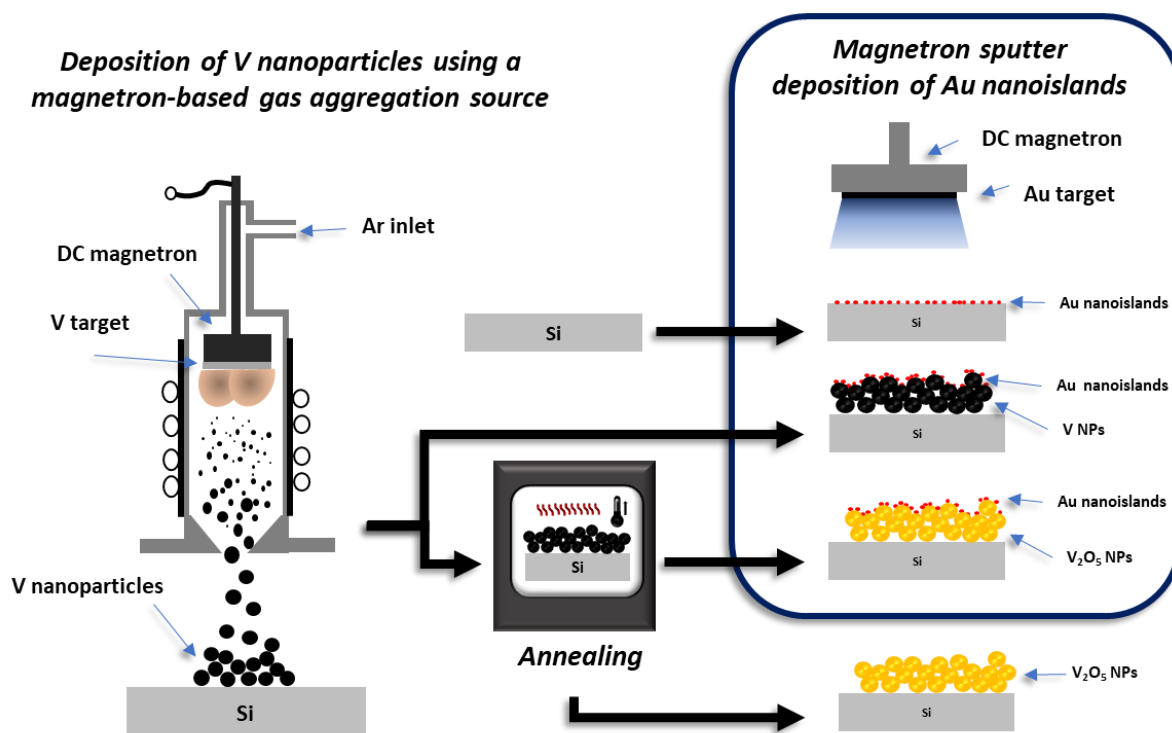 Deposition of V nanoparticles using a
magnetron-based gas aggregation source
Ar inlet
DC magnetron
V target
V nanoparticles
Si
Si
Si
Annealing
Magnetron sputter
deposition of Au nanoislands
DC magnetron
Au target
Au nanoislands
Si
Au nanoislands
V NPs
Si
Au nanoislands
V₂O₅ NPs
Si
V₂O₅ NPs
Si